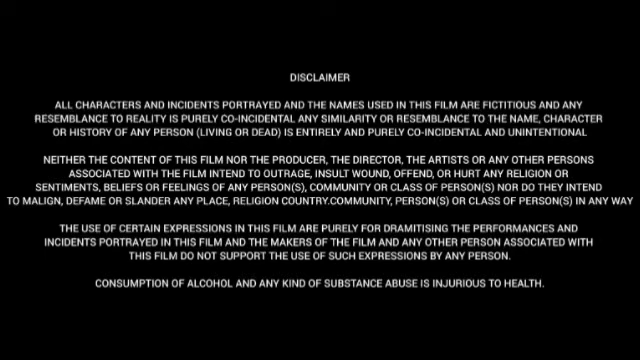 DISCLAIMER
ALL CHARACTERS AND INCIDENTS PORTRAYED AND THE NAMES USED IN THIS FILM ARE FICTITIOUS AND ANY
RESEMBLANCE TO REALITY IS PURELY CO-INCIDENTAL ANY SIMILARITY OR RESEMBLANCE TO THE NAME, CHARACTER
OR HISTORY OF ANY PERSON (LIVING OR DEAD) IS ENTIRELY AND PURELY CO-INCIDENTAL AND UNINTENTIONAL
NEITHER THE CONTENT OF THIS FILM NOR THE PRODUCER, THE DIRECTOR, THE ARTISTS OR ANY OTHER PERSONS
ASSOCIATED WITH THE FILM INTEND TO OUTRAGE, INSULT WOUND, OFFEND, OR HURT ANY RELIGION OR
SENTIMENTS, BELIEFS OR FEELINGS OF ANY PERSON(S), COMMUNITY OR CLASS OF PERSON(S) NOR DO THEY INTEND
TO MALIGN, DEFAME OR SLANDER ANY PLACE, RELIGION COUNTRY.COMMUNITY, PERSON(S) OR CLASS OF PERSON(S) IN ANY WAY
THE USE OF CERTAIN EXPRESSIONS IN THIS FILM ARE PURELY FOR DRAMITISING THE PERFORMANCES AND
INCIDENTS PORTRAYED IN THIS FILM AND THE MAKERS OF THE FILM AND ANY OTHER PERSON ASSOCIATED WITH
THIS FILM DO NOT SUPPORT THE USE OF SUCH EXPRESSIONS BY ANY PERSON.
CONSUMPTION OF ALCOHOL AND ANY KIND OF SUBSTANCE ABUSE IS INJURIOUS TO HEALTH.